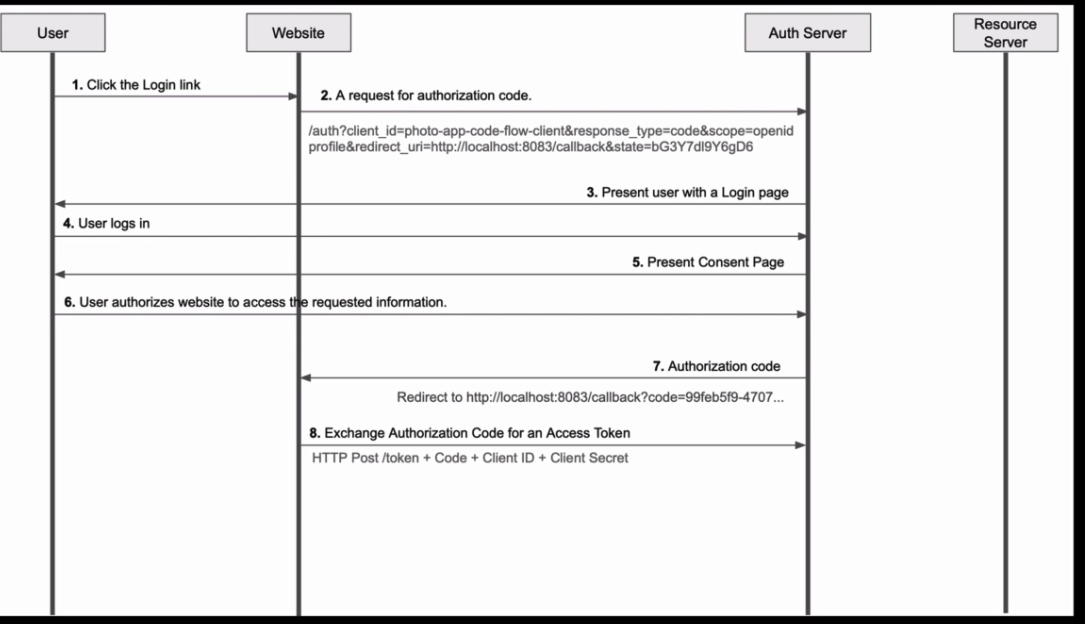 User
Website
Auth Server
Resource
Server
1. Click the Login link
2. A request for authorization code.
/auth?client_id=photo-app-code-flow-client&response_type=code&scope=openid
profile&redirect_uri=http://localhost:8083/callback&state=bG3Y7dl9Y6gD6
3. Present user with a Login page
4. User logs in
5. Present Consent Page
6. User authorizes website to access the requested information.
7. Authorization code
Redirect to http://localhost:8083/callback?code=99feb5f9-4707...
8. Exchange Authorization Code for an Access Token
HTTP Post /token + Code + Client ID + Client Secret